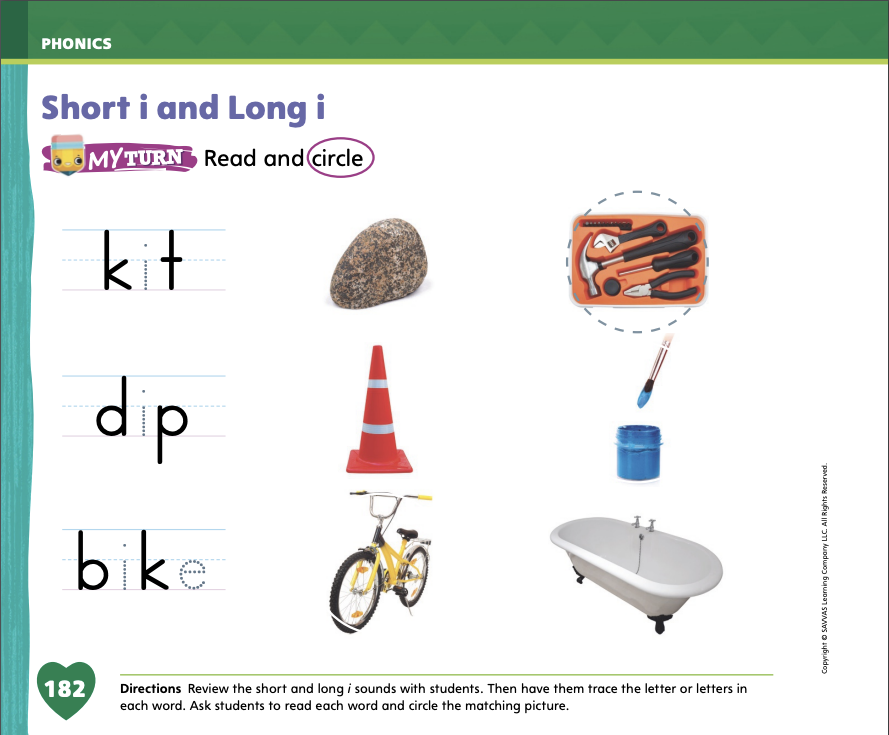 PHONICS
Short i and Long i
MY TURN Read and circle
kit
dip
bike
182
Directions Review the short and long i sounds with students. Then have them trace the letter or letters in
each word. Ask students to read each word and circle the matching picture.
Copyright © SAVVAS Learning Company LLC. All Rights Reserved.